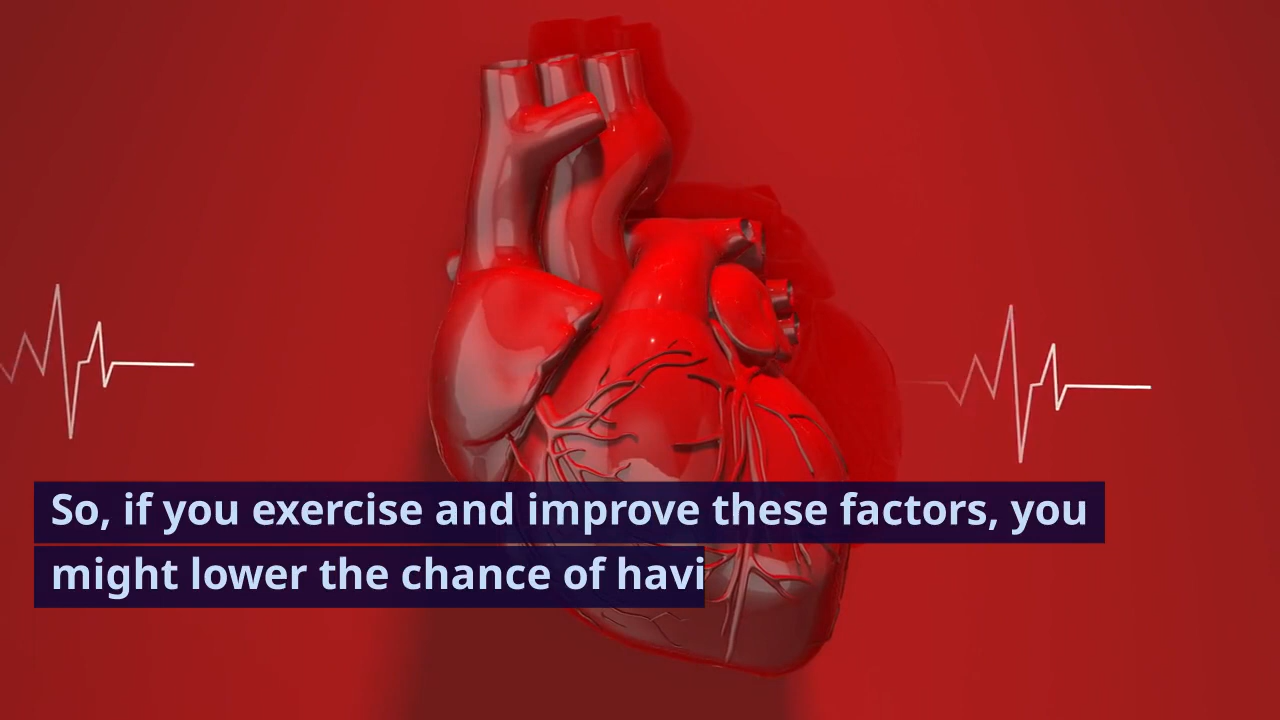 So, if you exercise and improve these factors, you
might lower the chance of havi